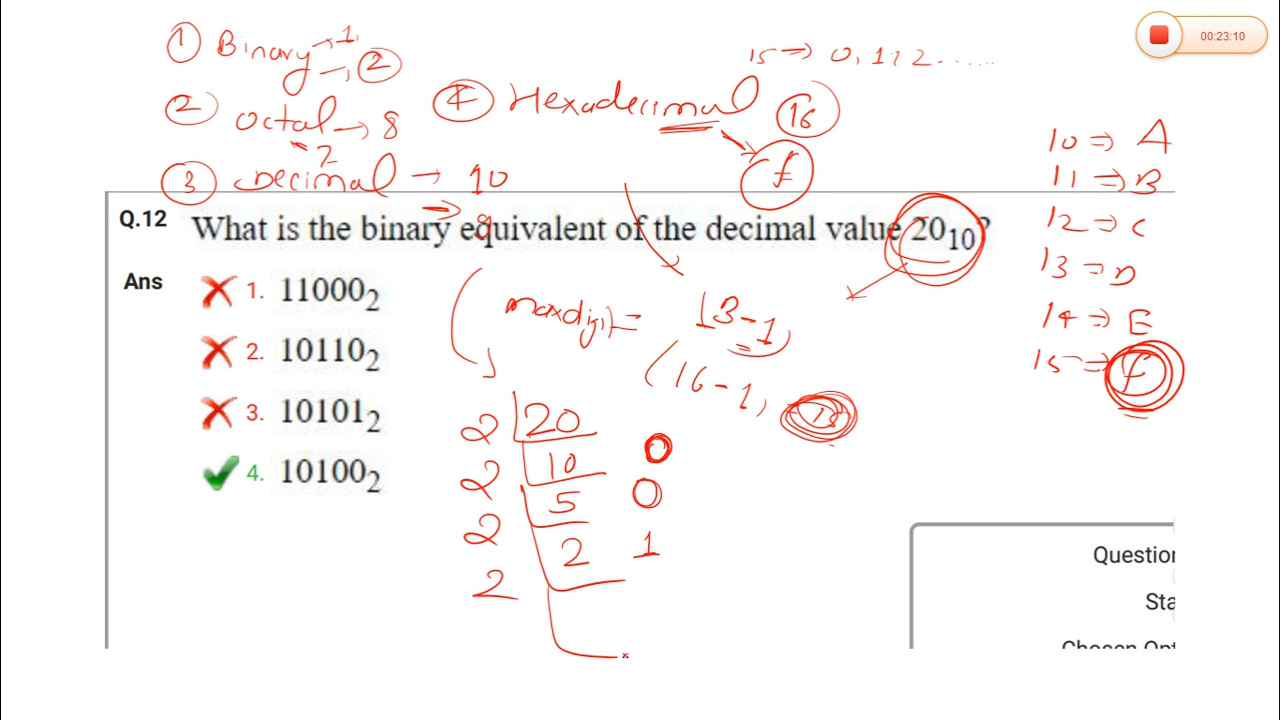 00:23:10
① Binary → 1
→ ②
15 => 0, 1, 2 ......
② Octal → 8
7
④ Hexadecimal ⑯
f
③ Decimal → 10
=> 9
10 => A
11 => B
12 => C
13 => D
14 => E
15 => f
Q.12 What is the binary equivalent of the decimal value 20₁₀?
Ans
1. 11000₂
2. 10110₂
3. 10101₂
4. 10100₂
maxdigit = (B-1)
(16-1) 15
2 20
2 10 0
2 5 0
2 2 1
Question
Sta
Chosen Opt